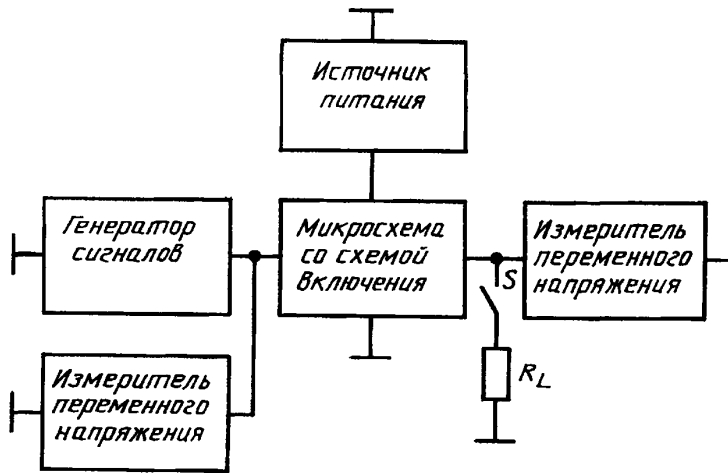 Источник
питания
Генератор
сигналов
Микросхема
со схемой
включения
Измеритель
переменного
напряжения
S
R_L
Измеритель
переменного
напряжения